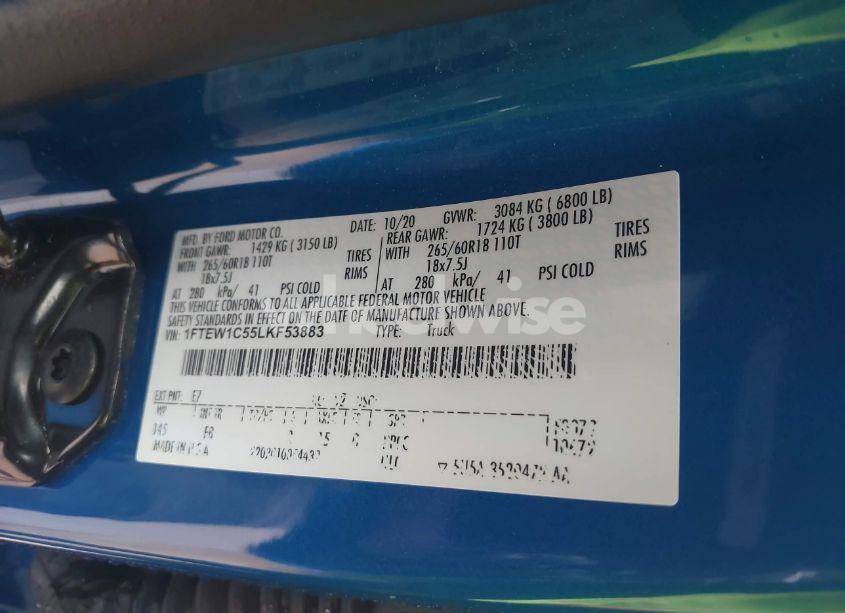 MFD. BY FORD MOTOR CO.
DATE: 10/20 GVWR: 3084 KG ( 6800 LB)
FRONT GAWR: 1429 KG ( 3150 LB)
REAR GAWR: 1724 KG ( 3800 LB)
WITH 265/60R18 110T TIRES
WITH 265/60R18 110T TIRES
18x7.5J RIMS
18x7.5J RIMS
AT 280 kPa/ 41 PSI COLD
AT 280 kPa/ 41 PSI COLD
THIS VEHICLE CONFORMS TO ALL APPLICABLE FEDERAL MOTOR VEHICLE
SAFETY STANDARDS IN EFFECT ON THE DATE OF MANUFACTURE SHOWN ABOVE.
VIN: 1FTEW1C55LKF53883 TYPE: Truck
EXT PNT: E7
145
MADE IN U.S.A.